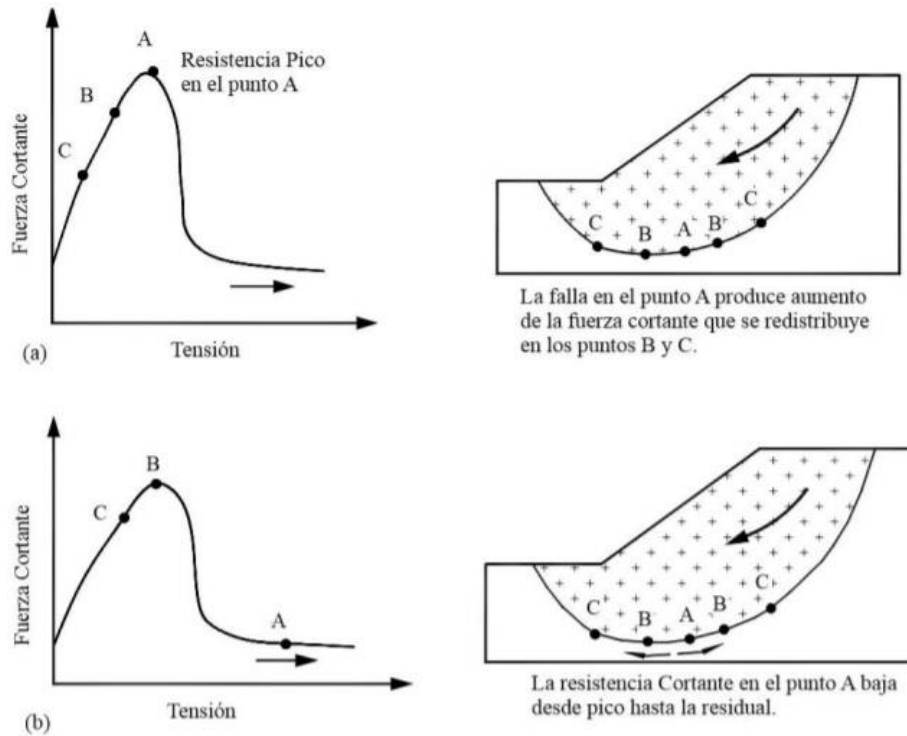 A
Resistencia Pico
en el punto A
B
C
Fuerza Cortante
Tensión
(a)
C
B
A
B
C
La falla en el punto A produce aumento
de la fuerza cortante que se redistribuye
en los puntos B y C.
B
C
A
Fuerza Cortante
Tensión
(b)
C
B
A
B
C
La resistencia Cortante en el punto A baja
desde pico hasta la residual.